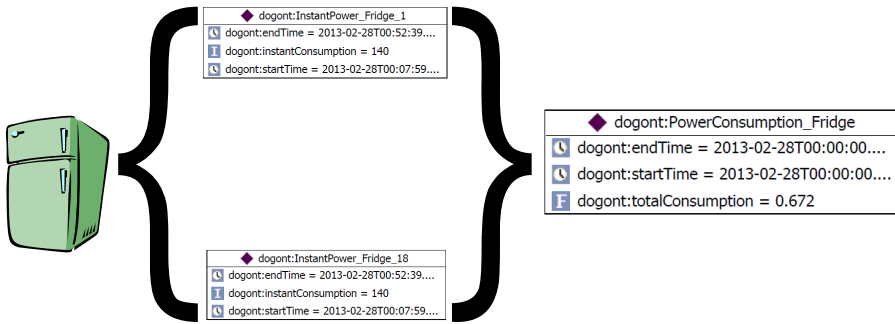 dogont:InstantPower_Fridge_1
dogont:endTime = 2013-02-28T00:52:39....
I dogont:instantConsumption = 140
dogont:startTime = 2013-02-28T00:07:59....
dogont:PowerConsumption_Fridge
dogont:endTime = 2013-02-28T00:00:00....
dogont:startTime = 2013-02-28T00:00:00....
F dogont:totalConsumption = 0.672
dogont:InstantPower_Fridge_18
dogont:endTime = 2013-02-28T00:52:39....
I dogont:instantConsumption = 140
dogont:startTime = 2013-02-28T00:07:59....